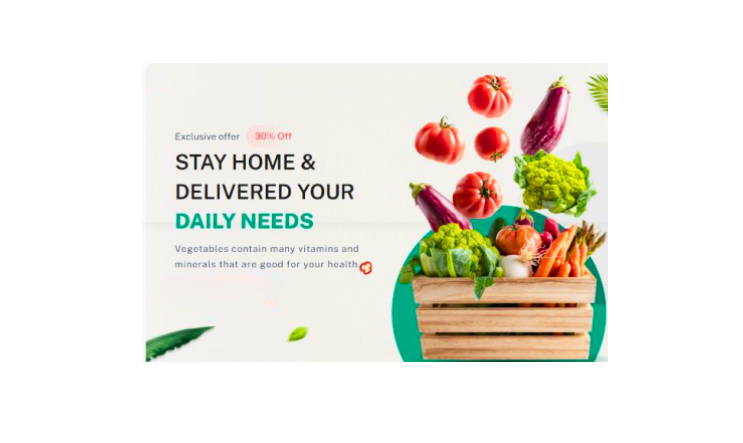 Exclusive offer 30% Off
STAY HOME &
DELIVERED YOUR
DAILY NEEDS
Vegetables contain many vitamins and
minerals that are good for your health.